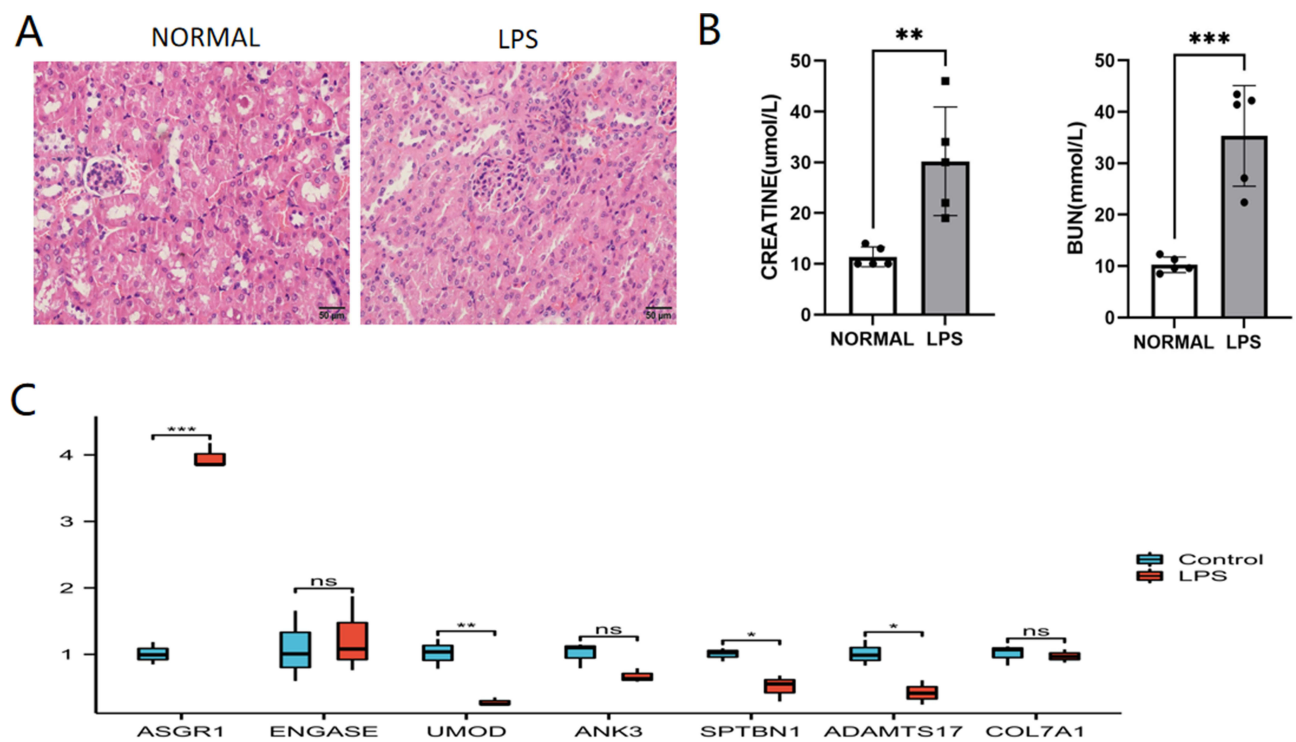 A
NORMAL
LPS
50 µm
50 µm
B
**
CREATINE(umol/L)
50
40
30
20
10
0
NORMAL
LPS
***
BUN(mmol/L)
50
40
30
20
10
0
NORMAL
LPS
C
4
3
2
1
***
ns
**
ns
*
*
ns
Control
LPS
ASGR1
ENGASE
UMOD
ANK3
SPTBN1
ADAMTS17
COL7A1